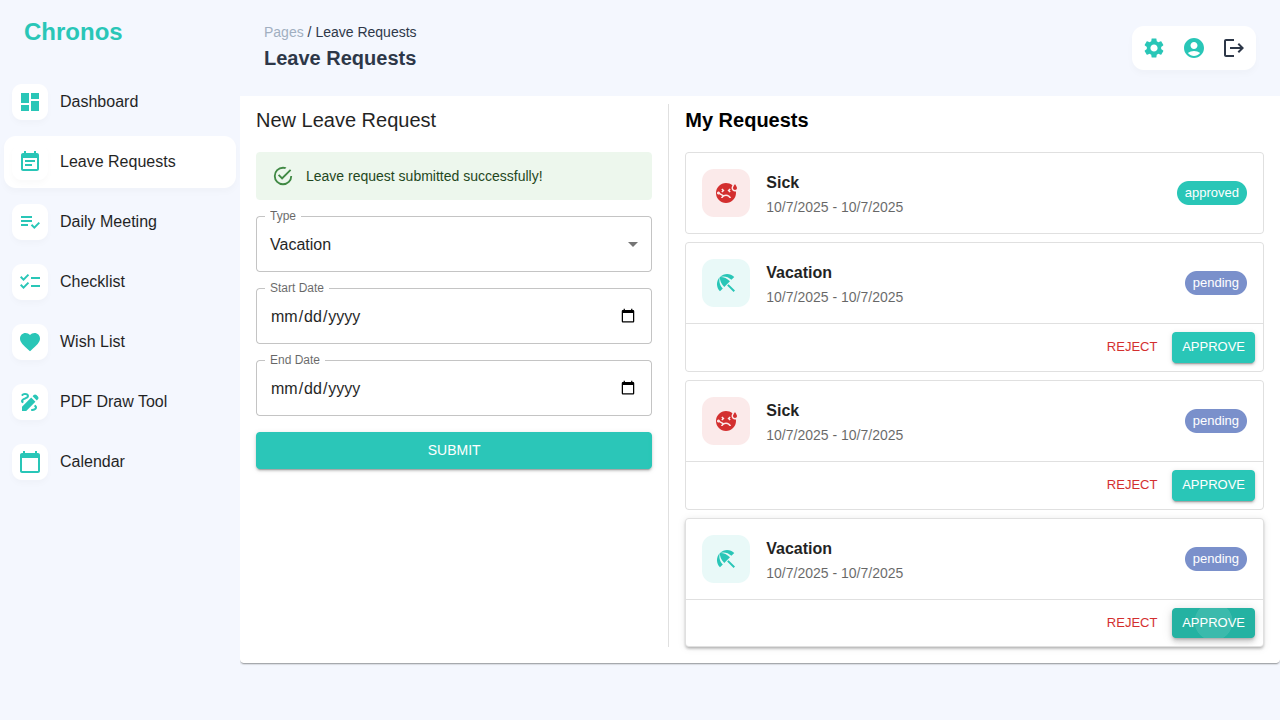 Chronos
Dashboard
Leave Requests
Daily Meeting
Checklist
Wish List
PDF Draw Tool
Calendar
Pages / Leave Requests
Leave Requests
New Leave Request
Leave request submitted successfully!
Type
Vacation
Start Date
mm/dd/yyyy
End Date
mm/dd/yyyy
SUBMIT
My Requests
Sick
10/7/2025 - 10/7/2025
approved
Vacation
10/7/2025 - 10/7/2025
pending
REJECT APPROVE
Sick
10/7/2025 - 10/7/2025
pending
REJECT APPROVE
Vacation
10/7/2025 - 10/7/2025
pending
REJECT APPROVE